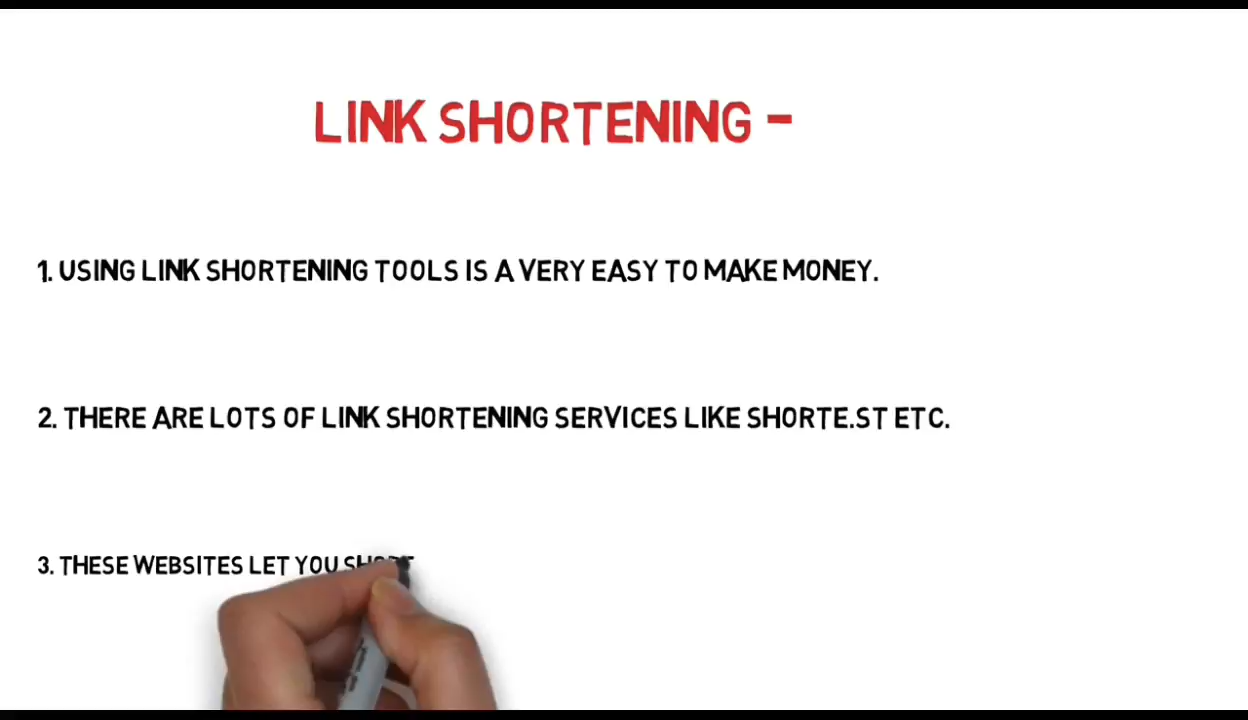 LINK SHORTENING -
1. USING LINK SHORTENING TOOLS IS A VERY EASY TO MAKE MONEY.
2. THERE ARE LOTS OF LINK SHORTENING SERVICES LIKE SHORTE.ST ETC.
3. THESE WEBSITES LET YOU SHORT